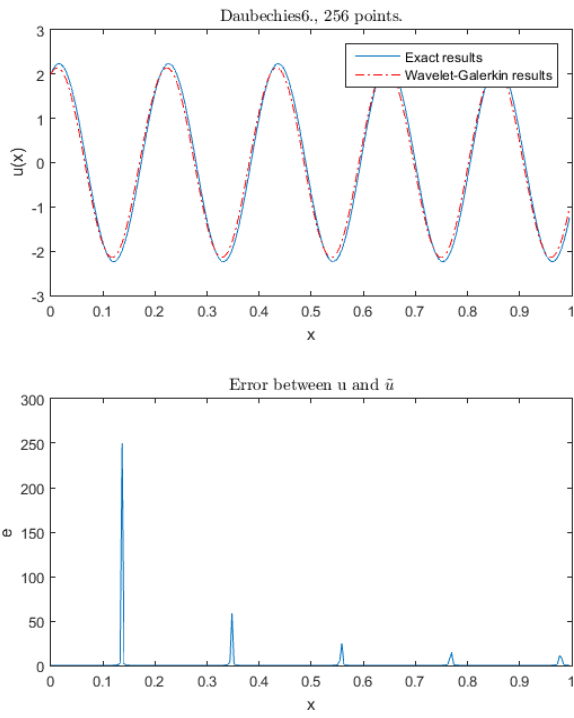 Daubechies6., 256 points.
3
2
1
0
-1
-2
-3
u(x)
Exact results
Wavelet-Galerkin results
0 0.1 0.2 0.3 0.4 0.5 0.6 0.7 0.8 0.9 1
x
Error between u and ũ
300
250
200
150
100
50
0
e
0 0.1 0.2 0.3 0.4 0.5 0.6 0.7 0.8 0.9 1
x